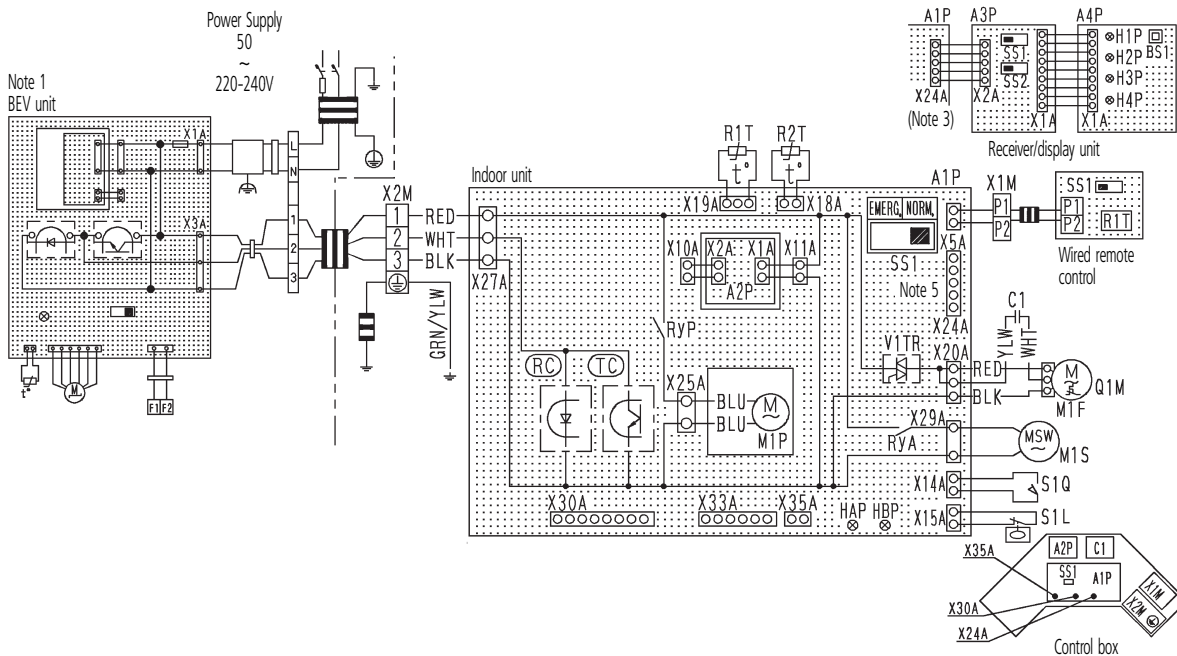 Power Supply
50
~
220-240V
Note 1
BEV unit
X1A
L
N
X3A
1
2
3
t°
M
F1 F2
X2M
1 RED
2 WHT
3 BLK
GRN/YLW
X27A
Indoor unit
R1T
R2T
t°
t°
X19A
X18A
A1P
X10A
X2A
X1A
X11A
A2P
EMERG. NORM.
SS1
X5A
Note 5
X24A
X1M
P1
P2
SS1
P1
P2
R1T
Wired remote
control
RyP
RC
TC
X25A
BLU
BLU
M
~
M1P
V1TR
X20A
C1
YLW
WHT
RED
BLK
M
~
Q1M
M1F
X29A
RyA
MSW
~
M1S
X14A
S1Q
X15A
S1L
X30A
X33A
X35A
HAP
HBP
A1P
A3P
A4P
X24A
(Note 3)
SS1
SS2
X2A
X1A
X1A
H1P
H2P
H3P
H4P
BS1
Receiver/display unit
X35A
X30A
X24A
A2P
C1
SS1
A1P
X1M
X2M
Control box